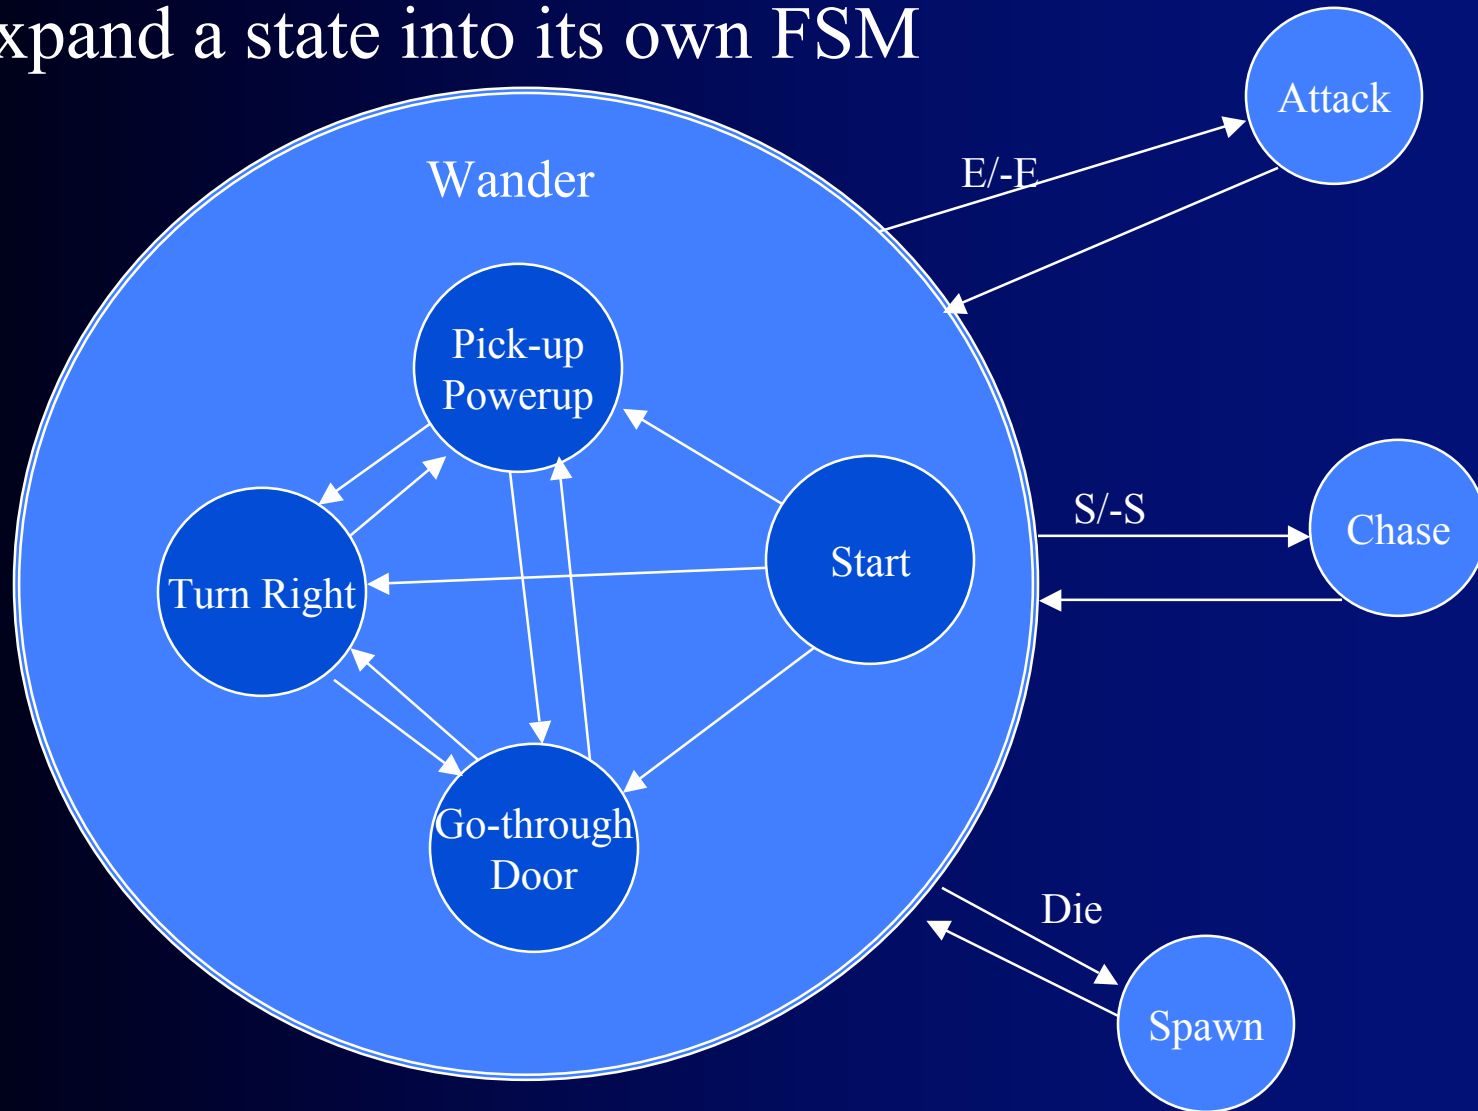 xpand a state into its own FSM
Attack
E/-E
Wander
Pick-up
Powerup
S/-S
Chase
Start
Turn Right
Go-through
Door
Die
Spawn